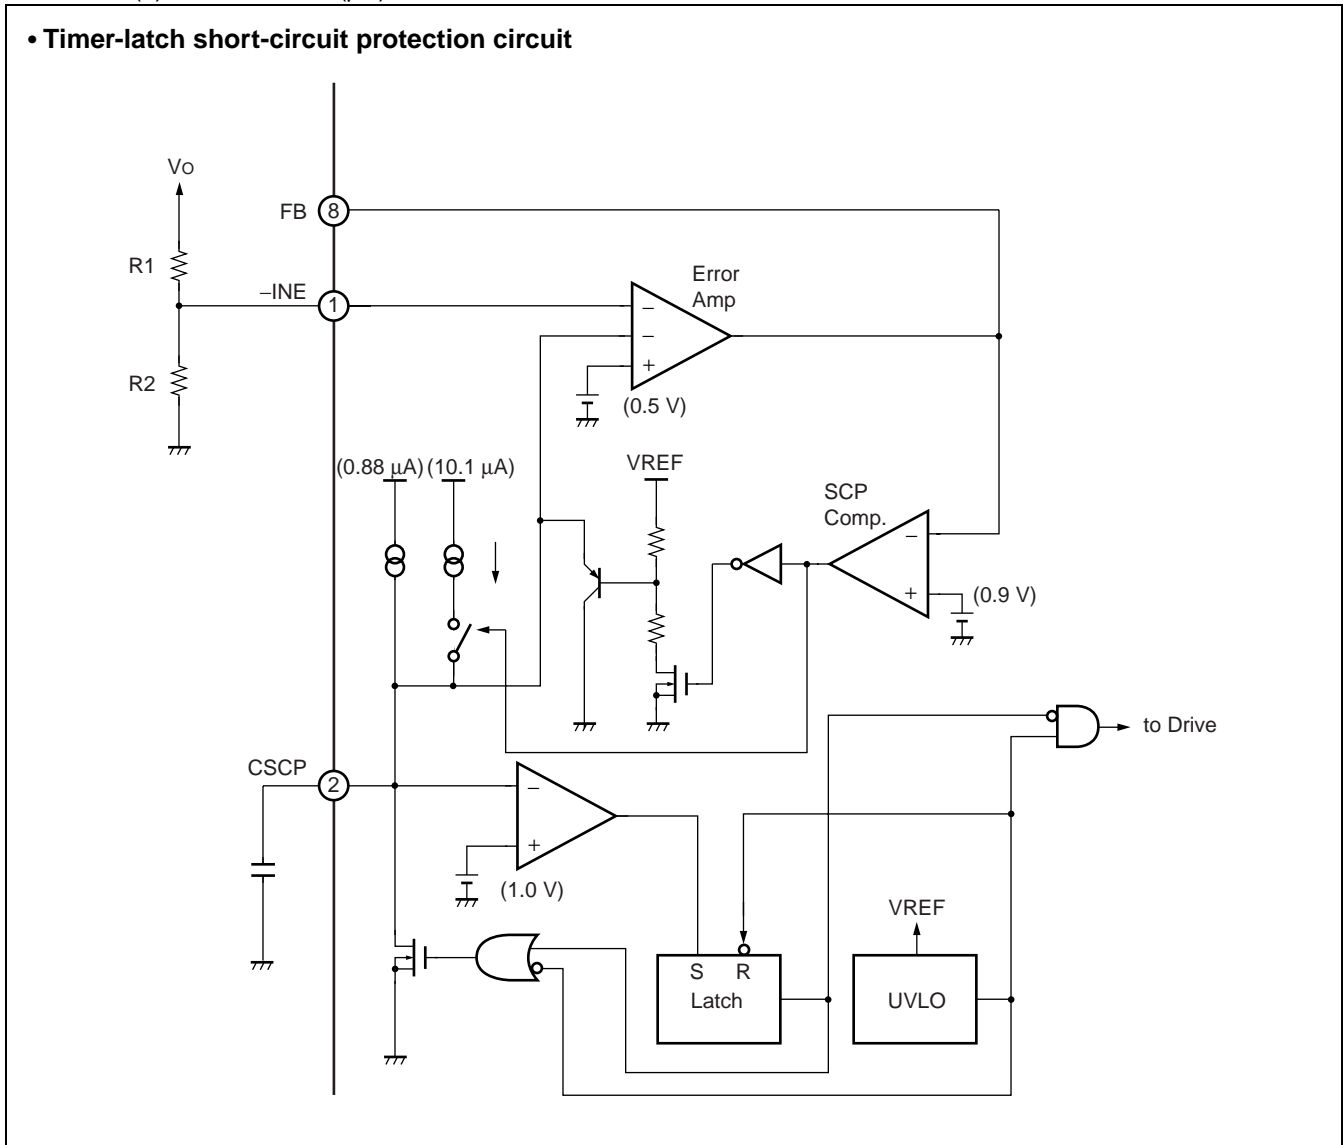 • Timer-latch short-circuit protection circuit
VO
FB 8
R1
−INE 1
Error
Amp
−
−
+
R2
(0.5 V)
(0.88 μA) (10.1 μA)
VREF
SCP
Comp.
−
+
(0.9 V)
to Drive
CSCP 2
−
+
(1.0 V)
VREF
S R
Latch
UVLO